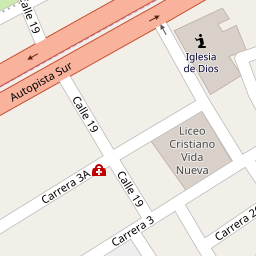 Calle 19
Autopista Sur
Iglesia
de Dios
Calle 19
Liceo
Cristiano
Vida
Nueva
Carrera 3A
Calle 19
Carrera 3